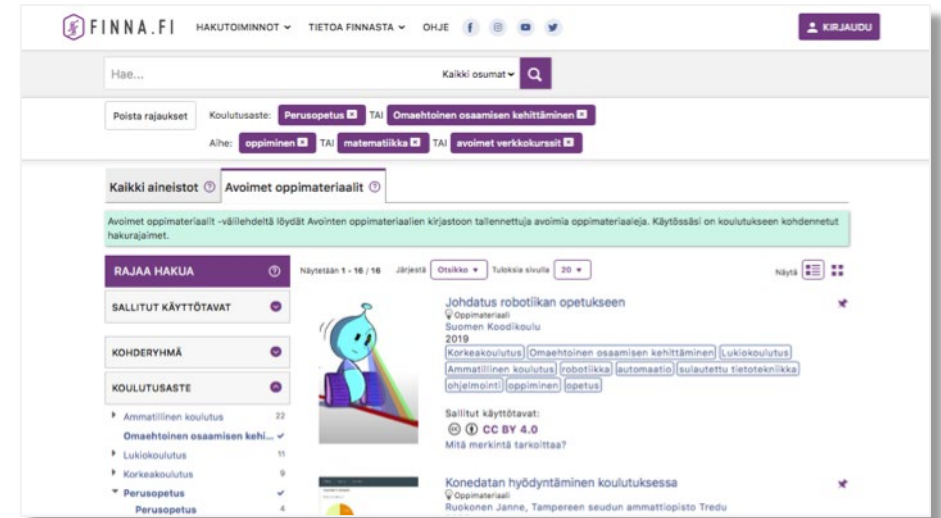 FINNA.FI HAKUTOIMINNOT TIETOA FINNASTA OHJE KIRJAUDU
Hae... Kaikki osumat
Poista rajaukset Koulutusaste: Perusopetus TAI Omaehtoinen osaamisen kehittäminen
Aihe: oppiminen TAI matematiikka TAI avoimet verkkokurssit
Kaikki aineistot Avoimet oppimateriaalit
Avoimet oppimateriaalit -välilehdeltä löydät Avointen oppimateriaalien kirjastoon tallennettuja avoimia oppimateriaaleja. Käytössäsi on koulutukseen kohdennetut
hakurajaimet.
RAJAA HAKUA
Näytetään 1 - 16 / 16 Järjestä Otsikko Tuloksia sivulla 20 Näytä
SALLITUT KÄYTTÖTAVAT
KOHDERYHMÄ
KOULUTUSASTE
Ammatillinen koulutus 22
Omaehtoinen osaamisen kehi...
Lukiokoulutus 11
Korkeakoulutus 9
Perusopetus
Perusopetus 4
Johdatus robotiikan opetukseen
Oppimateriaali
Suomen Koodikoulu
2019
Korkeakoulutus Omaehtoinen osaamisen kehittäminen Lukiokoulutus
Ammatillinen koulutus robotiikka automaatio sulautettu tietotekniikka
ohjelmointi oppiminen opetus
Sallitut käyttötavat:
CC BY 4.0
Mitä merkintä tarkoittaa?
Konedatan hyödyntäminen koulutuksessa
Oppimateriaali
Ruokonen Janne, Tampereen seudun ammattiopisto Tredu